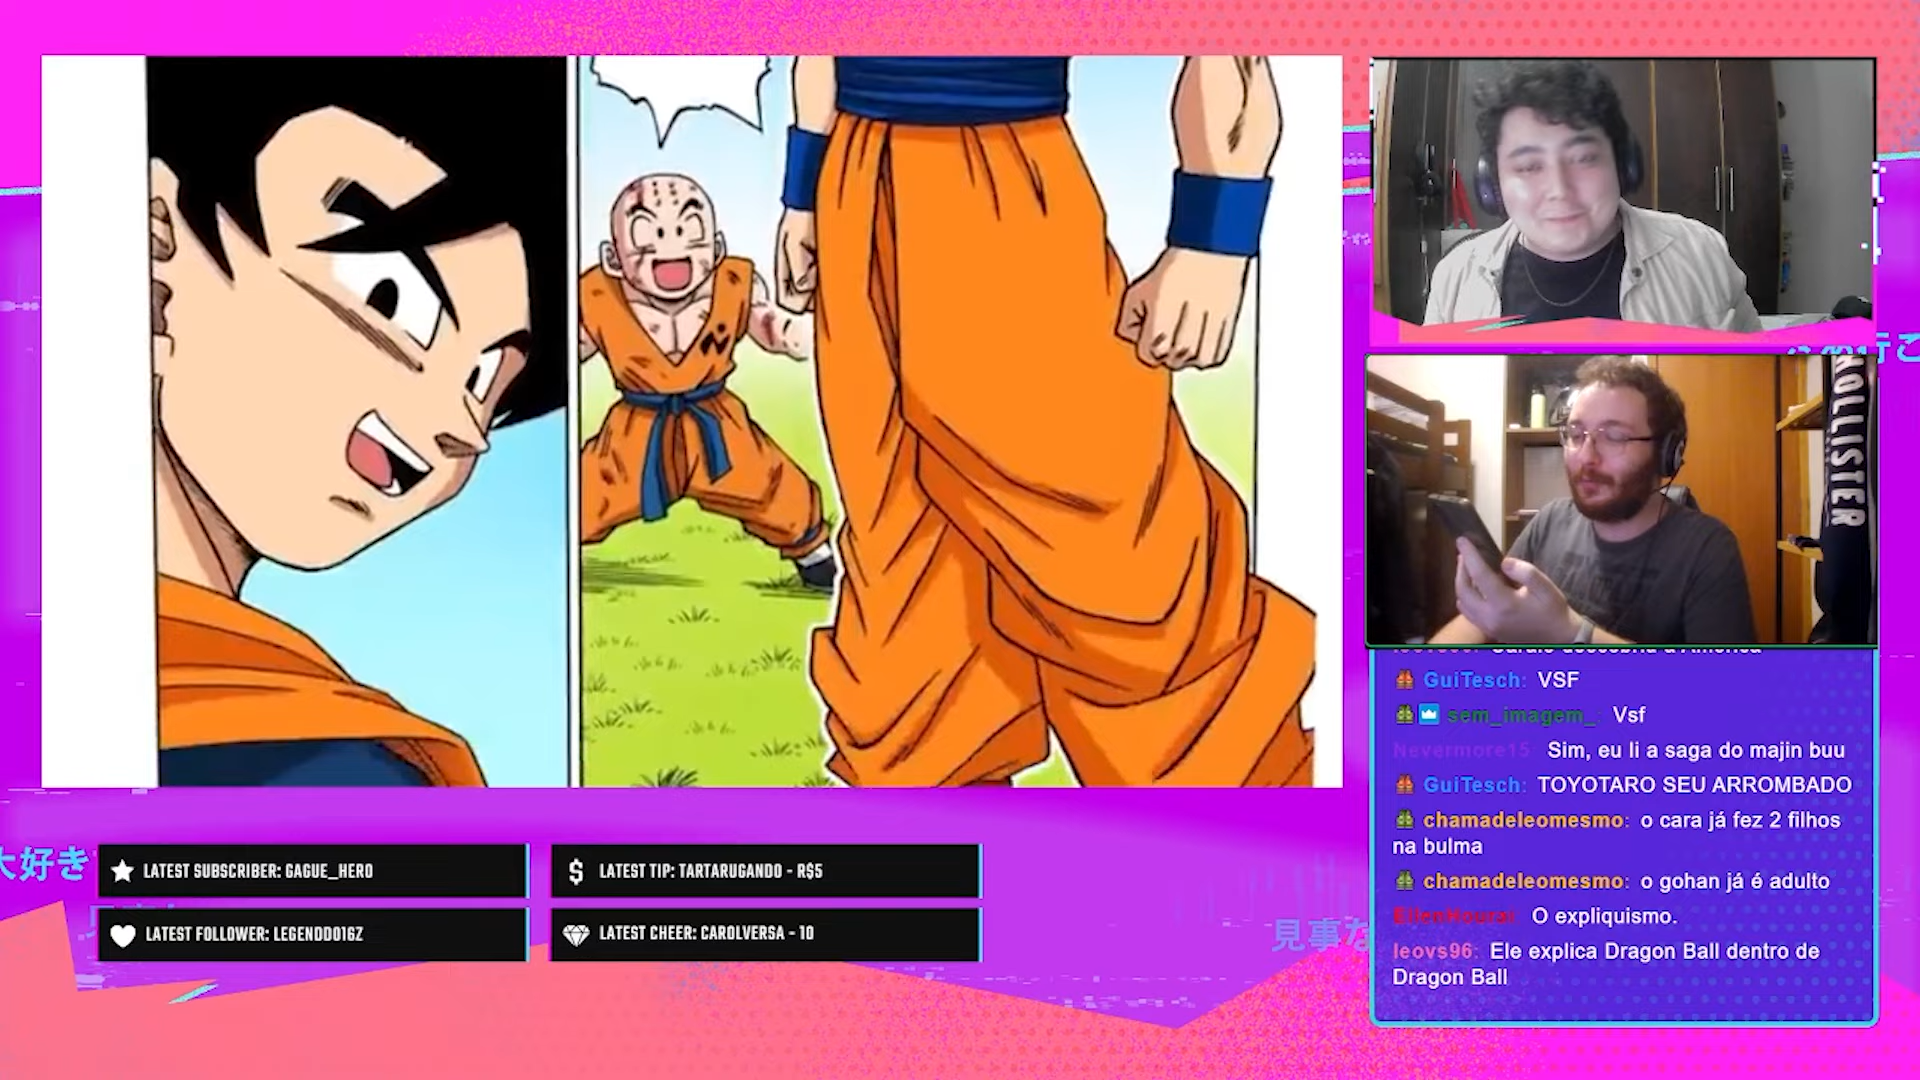 HOLLISTER
GuiTesch: VSF
sem_imagem_: Vsf
Nevermore15 Sim, eu li a saga do majin buu
GuiTesch: TOYOTARO SEU ARROMBADO
chamadeleomesmo: o cara já fez 2 filhos
na bulma
chamadeleomesmo: o gohan já é adulto
EllenHourai: O expliquismo.
leovs96: Ele explica Dragon Ball dentro de
Dragon Ball
大好き
LATEST SUBSCRIBER: GAGUE_HERO
LATEST TIP: TARTARUGANDO - R$5
LATEST FOLLOWER: LEGENDD016Z
LATEST CHEER: CAROLVERSA - 10
見事な